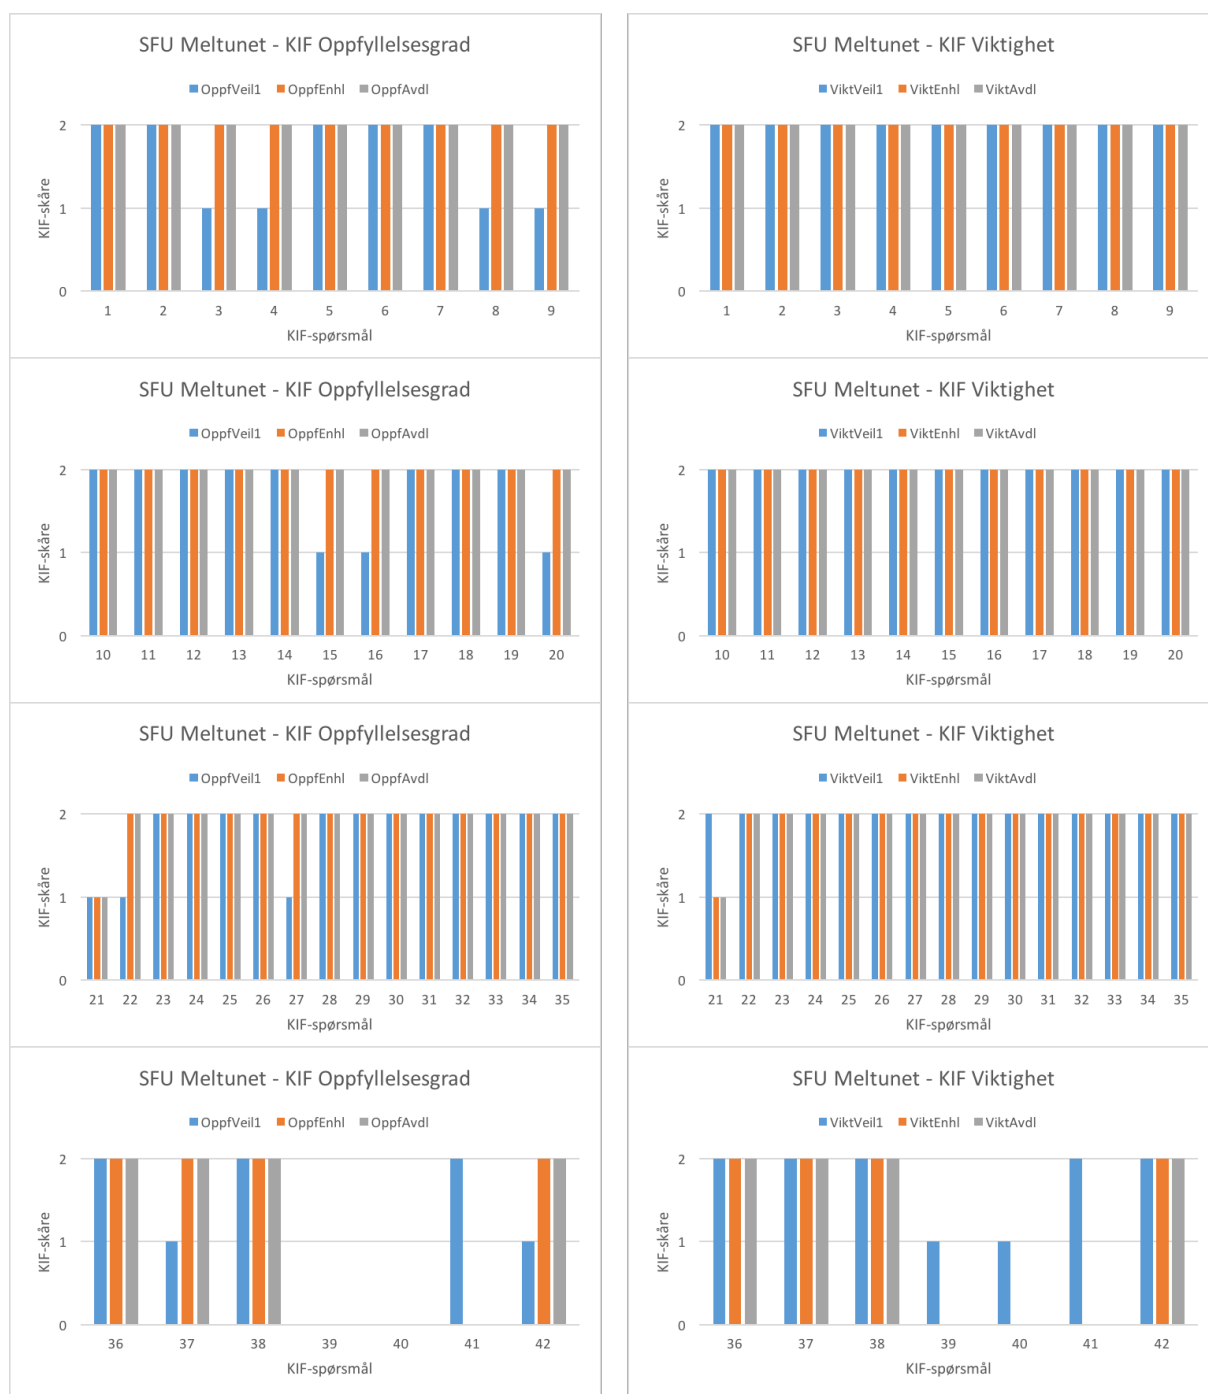 SFU Meltunet - KIF Oppfyllelsesgrad
OppfVeil1 OppfEnhl OppfAvdl
2
1
0
KIF-skåre
1 2 3 4 5 6 7 8 9
KIF-spørsmål
SFU Meltunet - KIF Viktighet
ViktVeil1 ViktEnhl ViktAvdl
2
1
0
KIF-skåre
1 2 3 4 5 6 7 8 9
KIF-spørsmål
SFU Meltunet - KIF Oppfyllelsesgrad
OppfVeil1 OppfEnhl OppfAvdl
2
1
0
KIF-skåre
10 11 12 13 14 15 16 17 18 19 20
KIF-spørsmål
SFU Meltunet - KIF Viktighet
ViktVeil1 ViktEnhl ViktAvdl
2
1
0
KIF-skåre
10 11 12 13 14 15 16 17 18 19 20
KIF-spørsmål
SFU Meltunet - KIF Oppfyllelsesgrad
OppfVeil1 OppfEnhl OppfAvdl
2
1
0
KIF-skåre
21 22 23 24 25 26 27 28 29 30 31 32 33 34 35
KIF-spørsmål
SFU Meltunet - KIF Viktighet
ViktVeil1 ViktEnhl ViktAvdl
2
1
0
KIF-skåre
21 22 23 24 25 26 27 28 29 30 31 32 33 34 35
KIF-spørsmål
SFU Meltunet - KIF Oppfyllelsesgrad
OppfVeil1 OppfEnhl OppfAvdl
2
1
0
KIF-skåre
36 37 38 39 40 41 42
KIF-spørsmål
SFU Meltunet - KIF Viktighet
ViktVeil1 ViktEnhl ViktAvdl
2
1
0
KIF-skåre
36 37 38 39 40 41 42
KIF-spørsmål